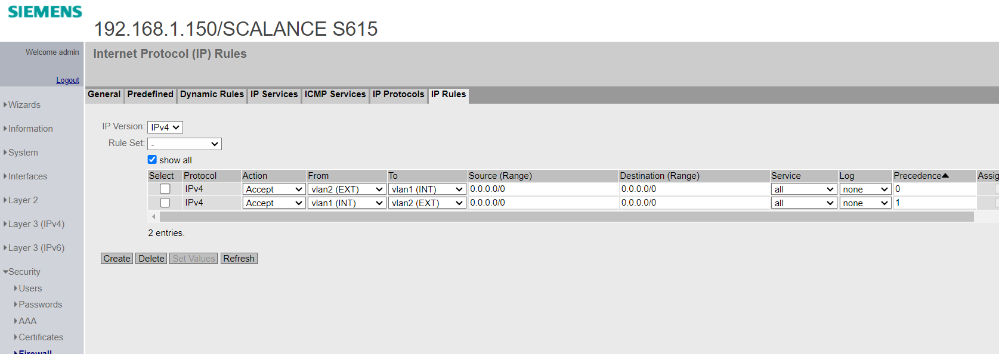 SIEMENS
192.168.1.150/SCALANCE S615
Welcome admin
Logout
Internet Protocol (IP) Rules
General Predefined Dynamic Rules IP Services ICMP Services IP Protocols IP Rules
Wizards
Information
System
Interfaces
Layer 2
Layer 3 (IPv4)
Layer 3 (IPv6)
Security
Users
Passwords
AAA
Certificates
Firewall
IP Version: IPv4
Rule Set: -
show all
Select Protocol Action From To Source (Range) Destination (Range) Service Log Precedence Assig
IPv4 Accept vlan2 (EXT) vlan1 (INT) 0.0.0.0/0 0.0.0.0/0 all none 0
IPv4 Accept vlan1 (INT) vlan2 (EXT) 0.0.0.0/0 0.0.0.0/0 all none 1
2 entries.
Create Delete Set Values Refresh